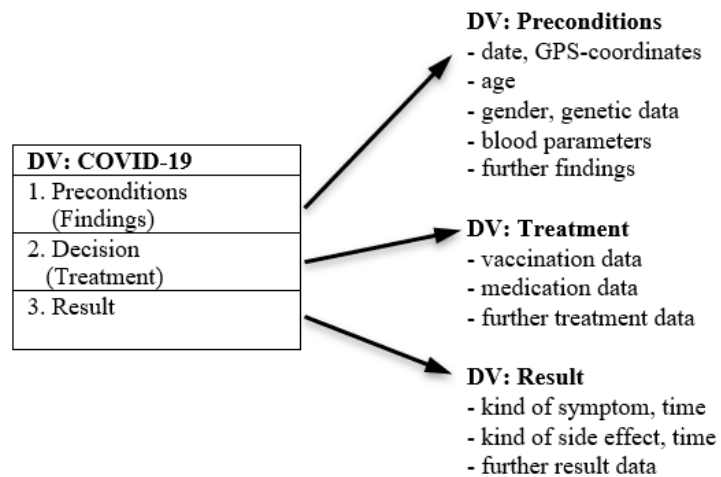 DV: COVID-19
1. Preconditions
(Findings)
2. Decision
(Treatment)
3. Result
DV: Preconditions
- date, GPS-coordinates
- age
- gender, genetic data
- blood parameters
- further findings
DV: Treatment
- vaccination data
- medication data
- further treatment data
DV: Result
- kind of symptom, time
- kind of side effect, time
- further result data